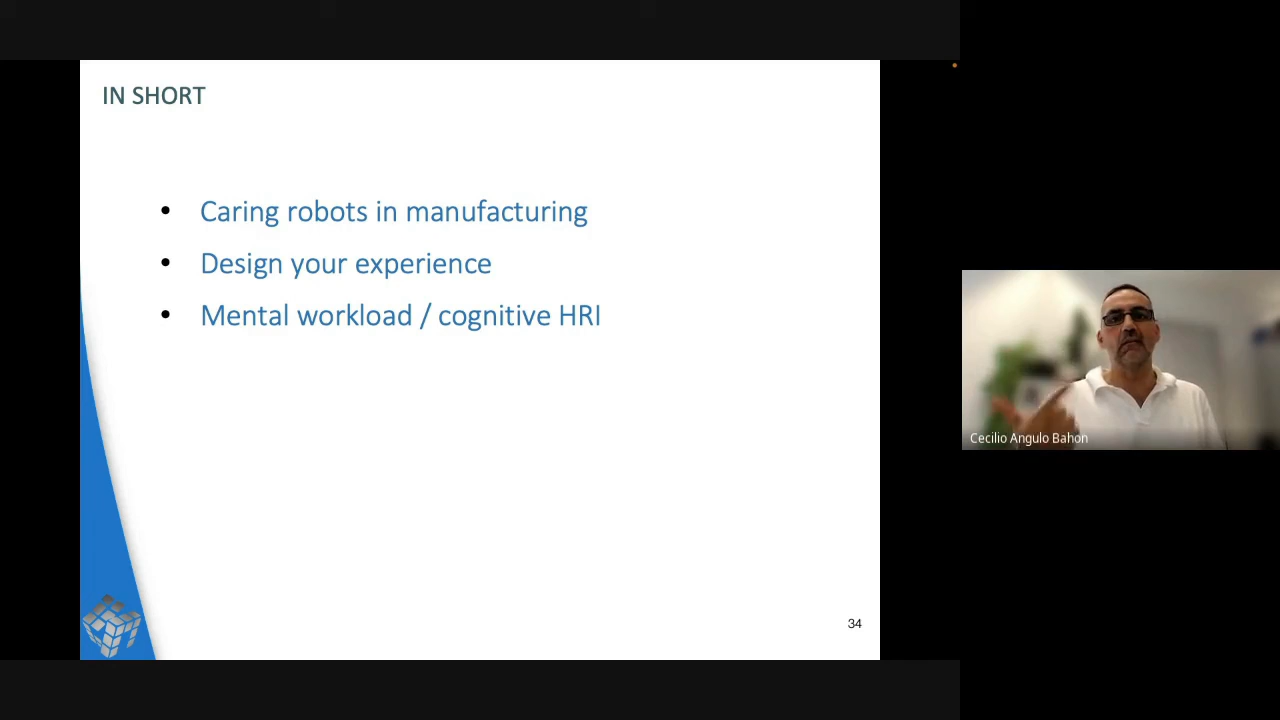 IN SHORT
• Caring robots in manufacturing
• Design your experience
• Mental workload / cognitive HRI
34
Cecilio Angulo Bahon